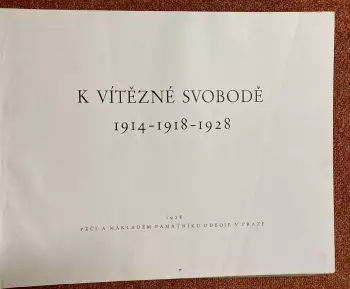 K VÍTĚZNÉ SVOBODĚ
1914-1918-1928
1928
PÉČÍ A NÁKLADEM PAMÁTNÍKU ODBOJE V PRAZE